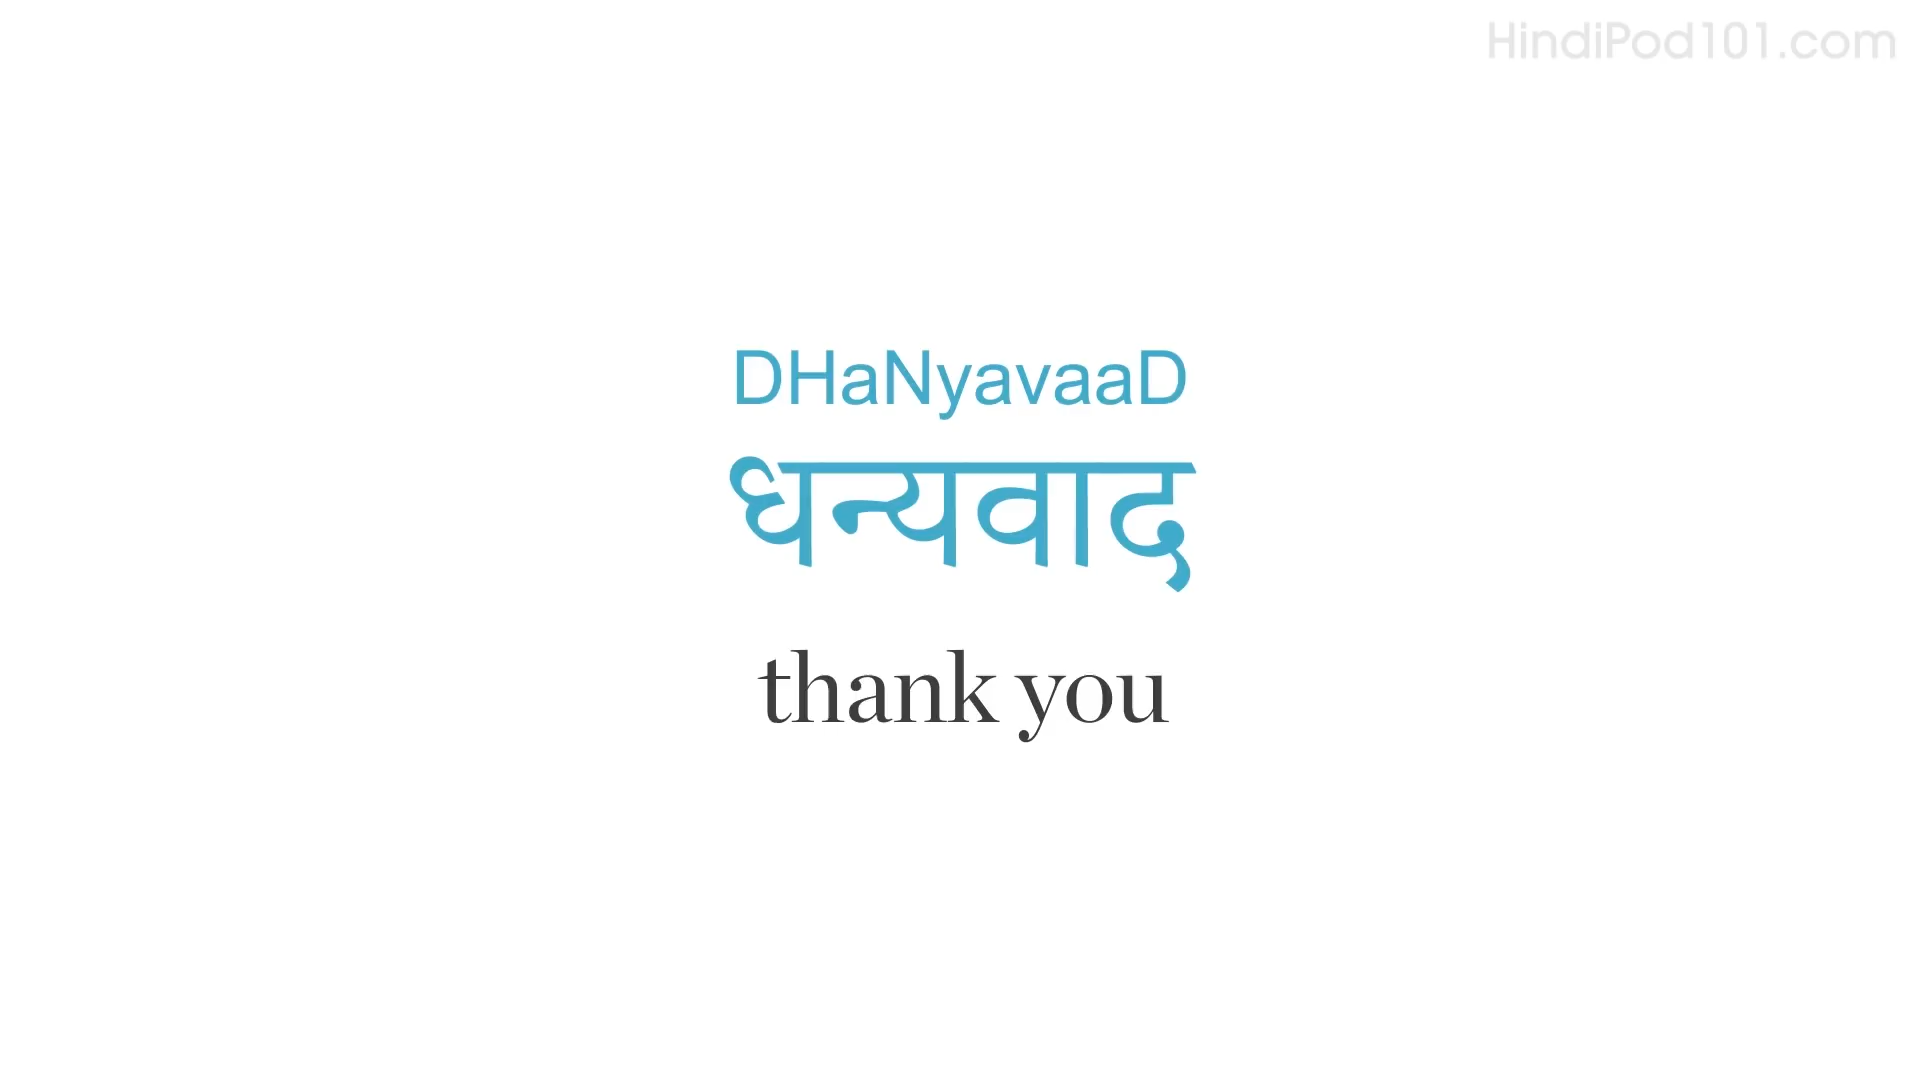 HindiPod101.com
DHaNyavaaD
धन्यवाद
thank you